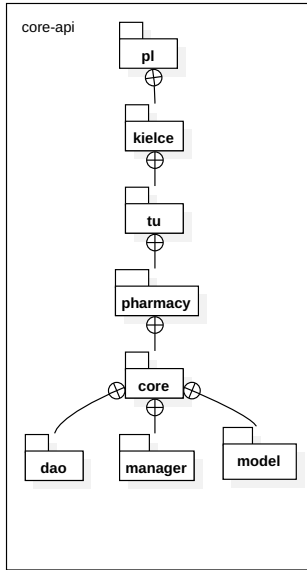 core-api
pl
kielce
tu
pharmacy
core
dao
manager
model